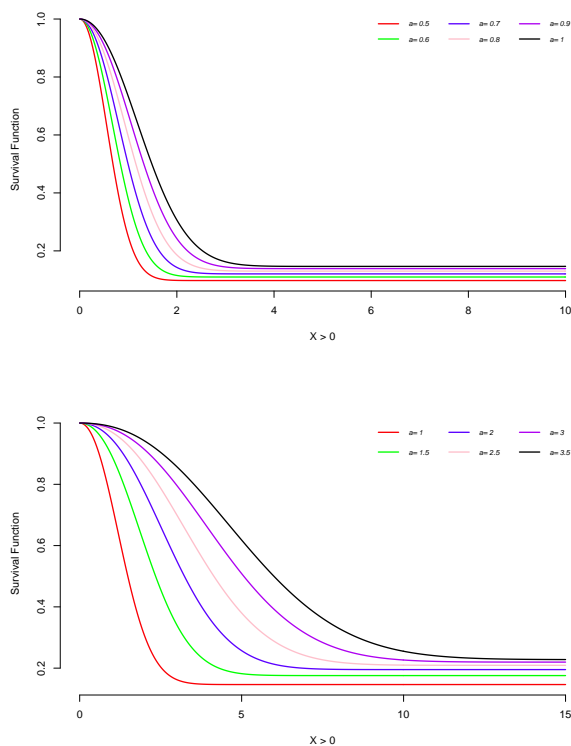 a= 0.5 a= 0.7 a= 0.9
a= 0.6 a= 0.8 a= 1
1.0
0.8
0.6
0.4
0.2
Survival Function
0 2 4 6 8 10
X > 0
a= 1 a= 2 a= 3
a= 1.5 a= 2.5 a= 3.5
1.0
0.8
0.6
0.4
0.2
Survival Function
0 5 10 15
X > 0